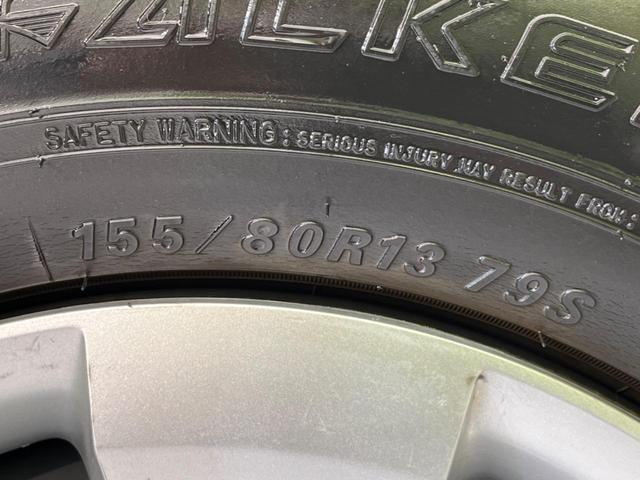 SAFETY WARNING: SERIOUS INJURY MAY RESULT FROM:
155/80R13 79S